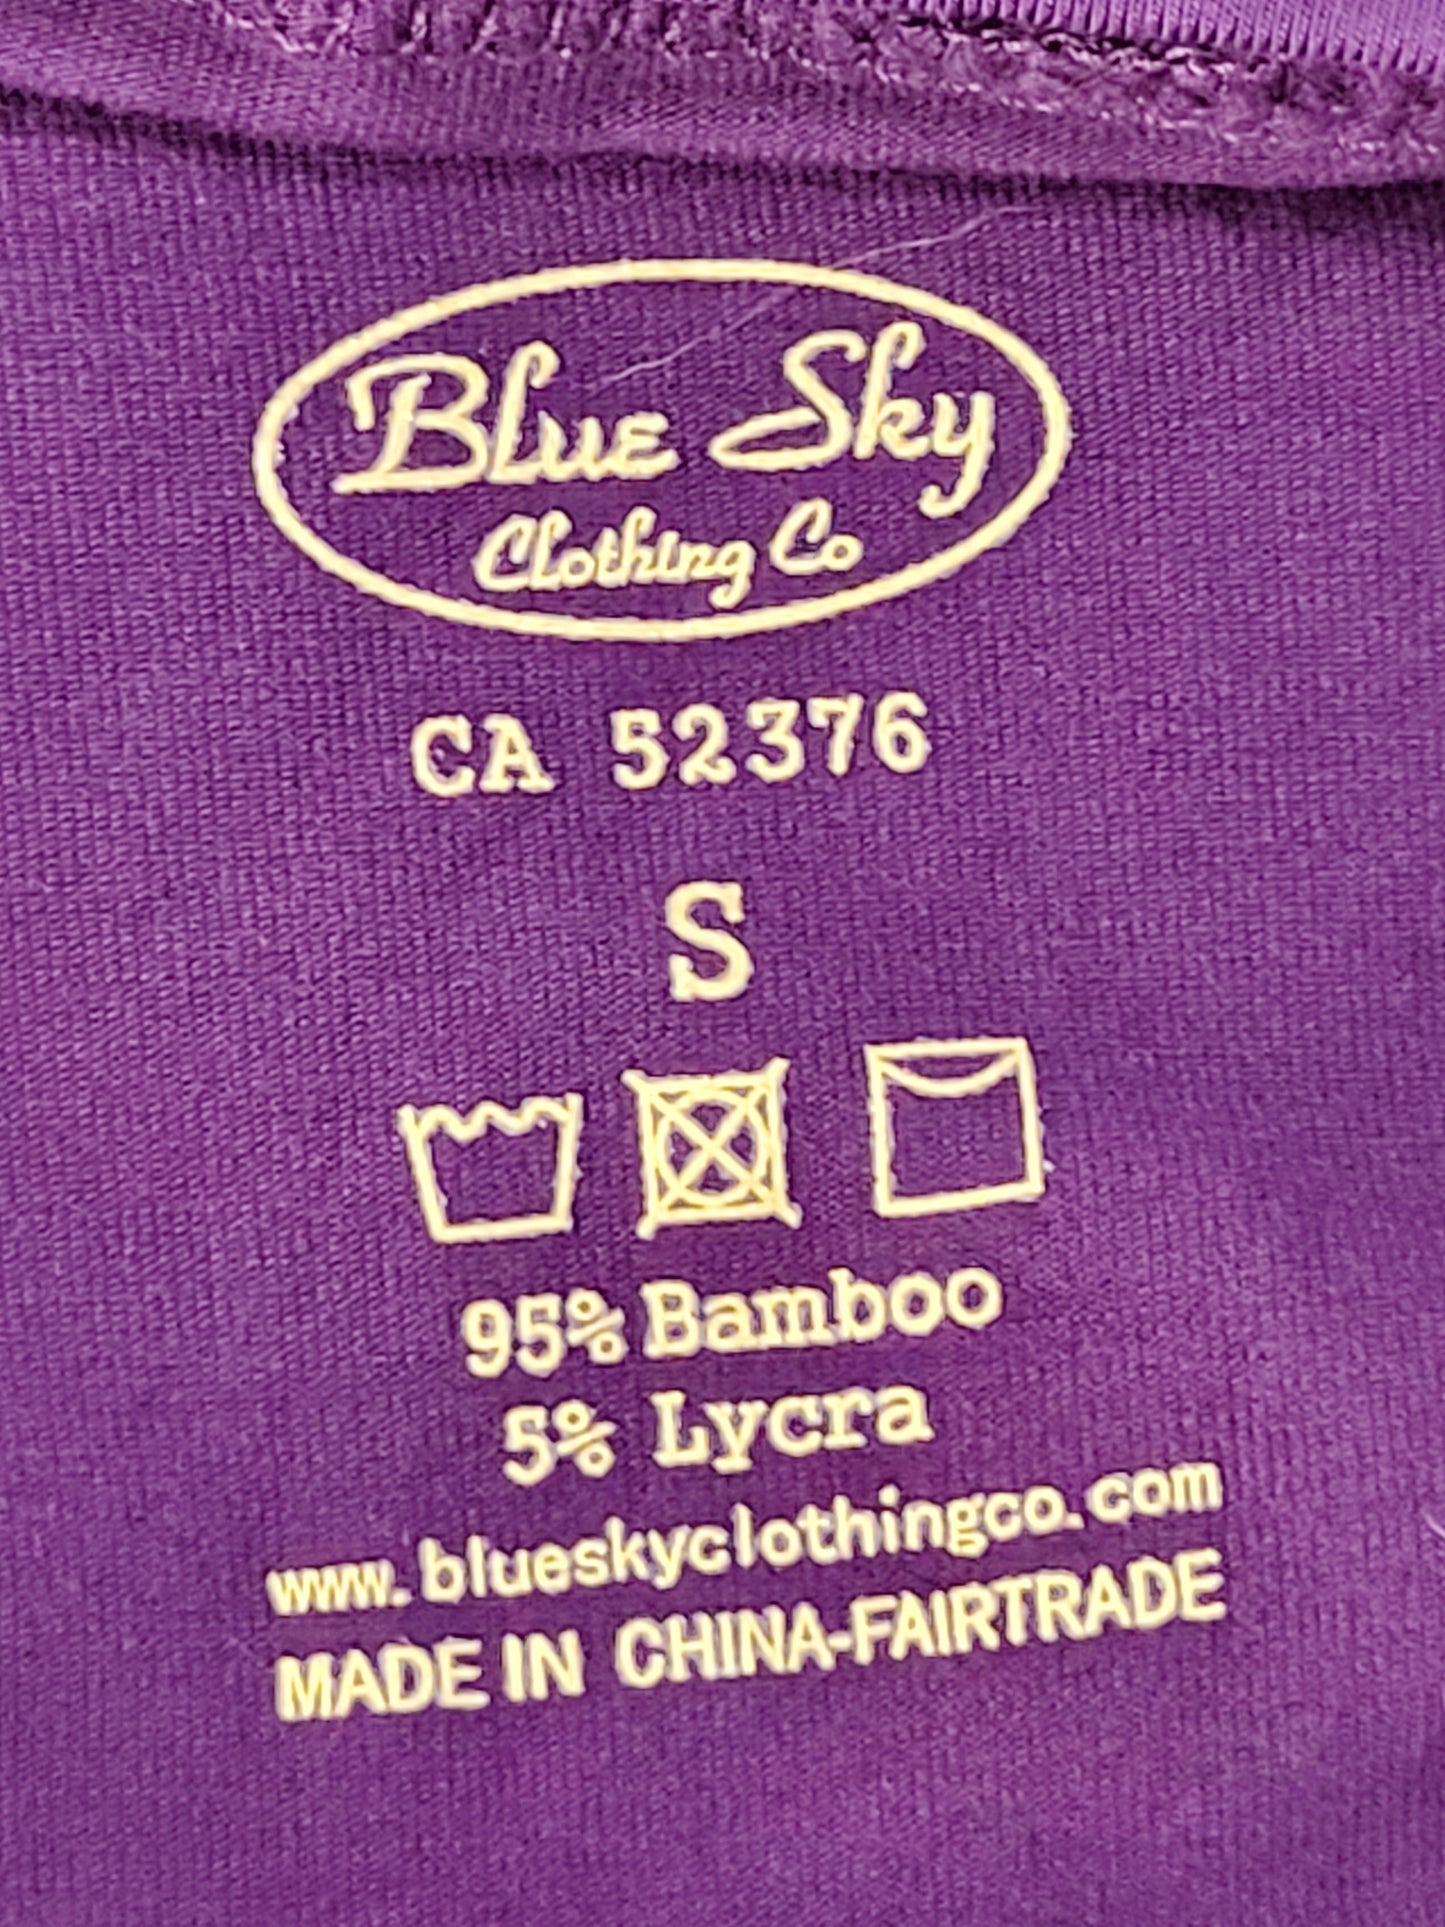 Blue Sky
Clothing Co
CA 52376
S
95% Bamboo
5% Lycra
www.blueskyclothingco.com
MADE IN CHINA-FAIRTRADE